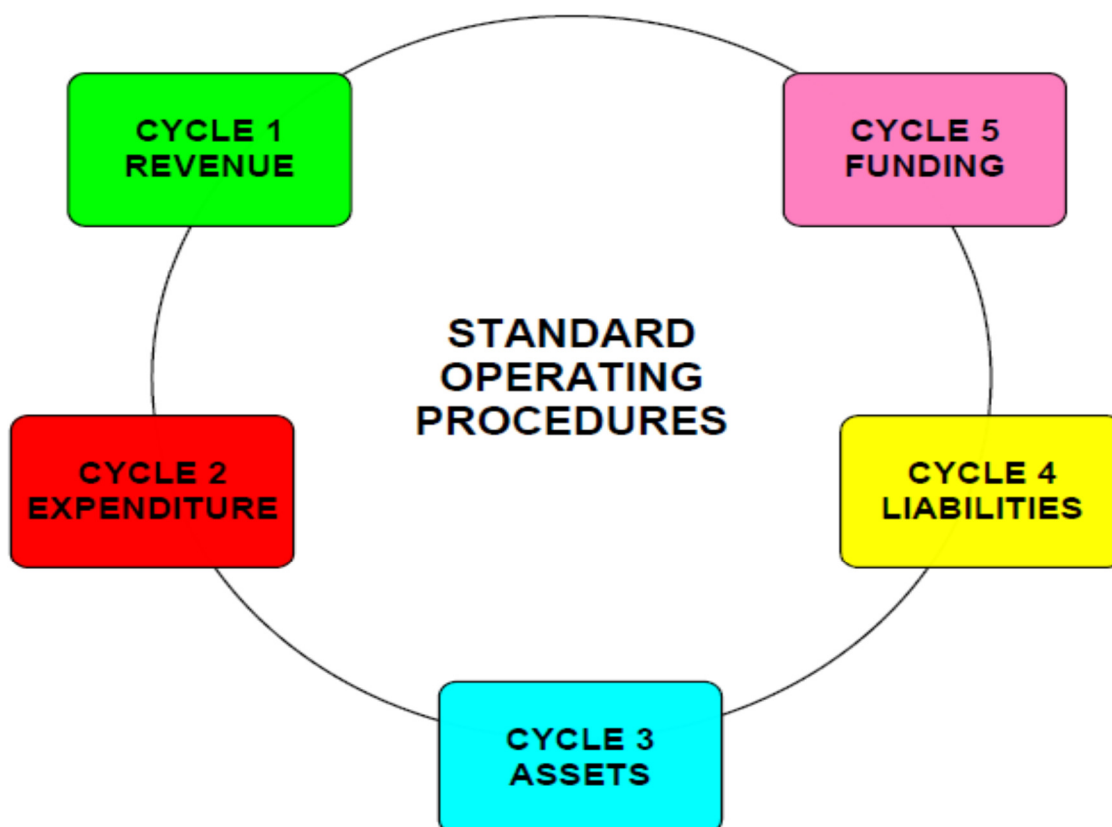 CYCLE 1
REVENUE
CYCLE 5
FUNDING
STANDARD
OPERATING
PROCEDURES
CYCLE 2
EXPENDITURE
CYCLE 4
LIABILITIES
CYCLE 3
ASSETS